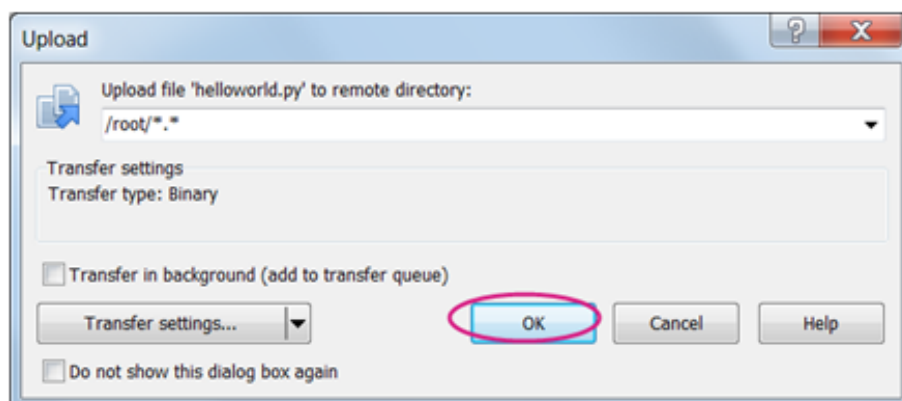 Upload
Upload file 'helloworld.py' to remote directory:
/root/*.*
Transfer settings
Transfer type: Binary
Transfer in background (add to transfer queue)
Transfer settings...
OK
Cancel
Help
Do not show this dialog box again